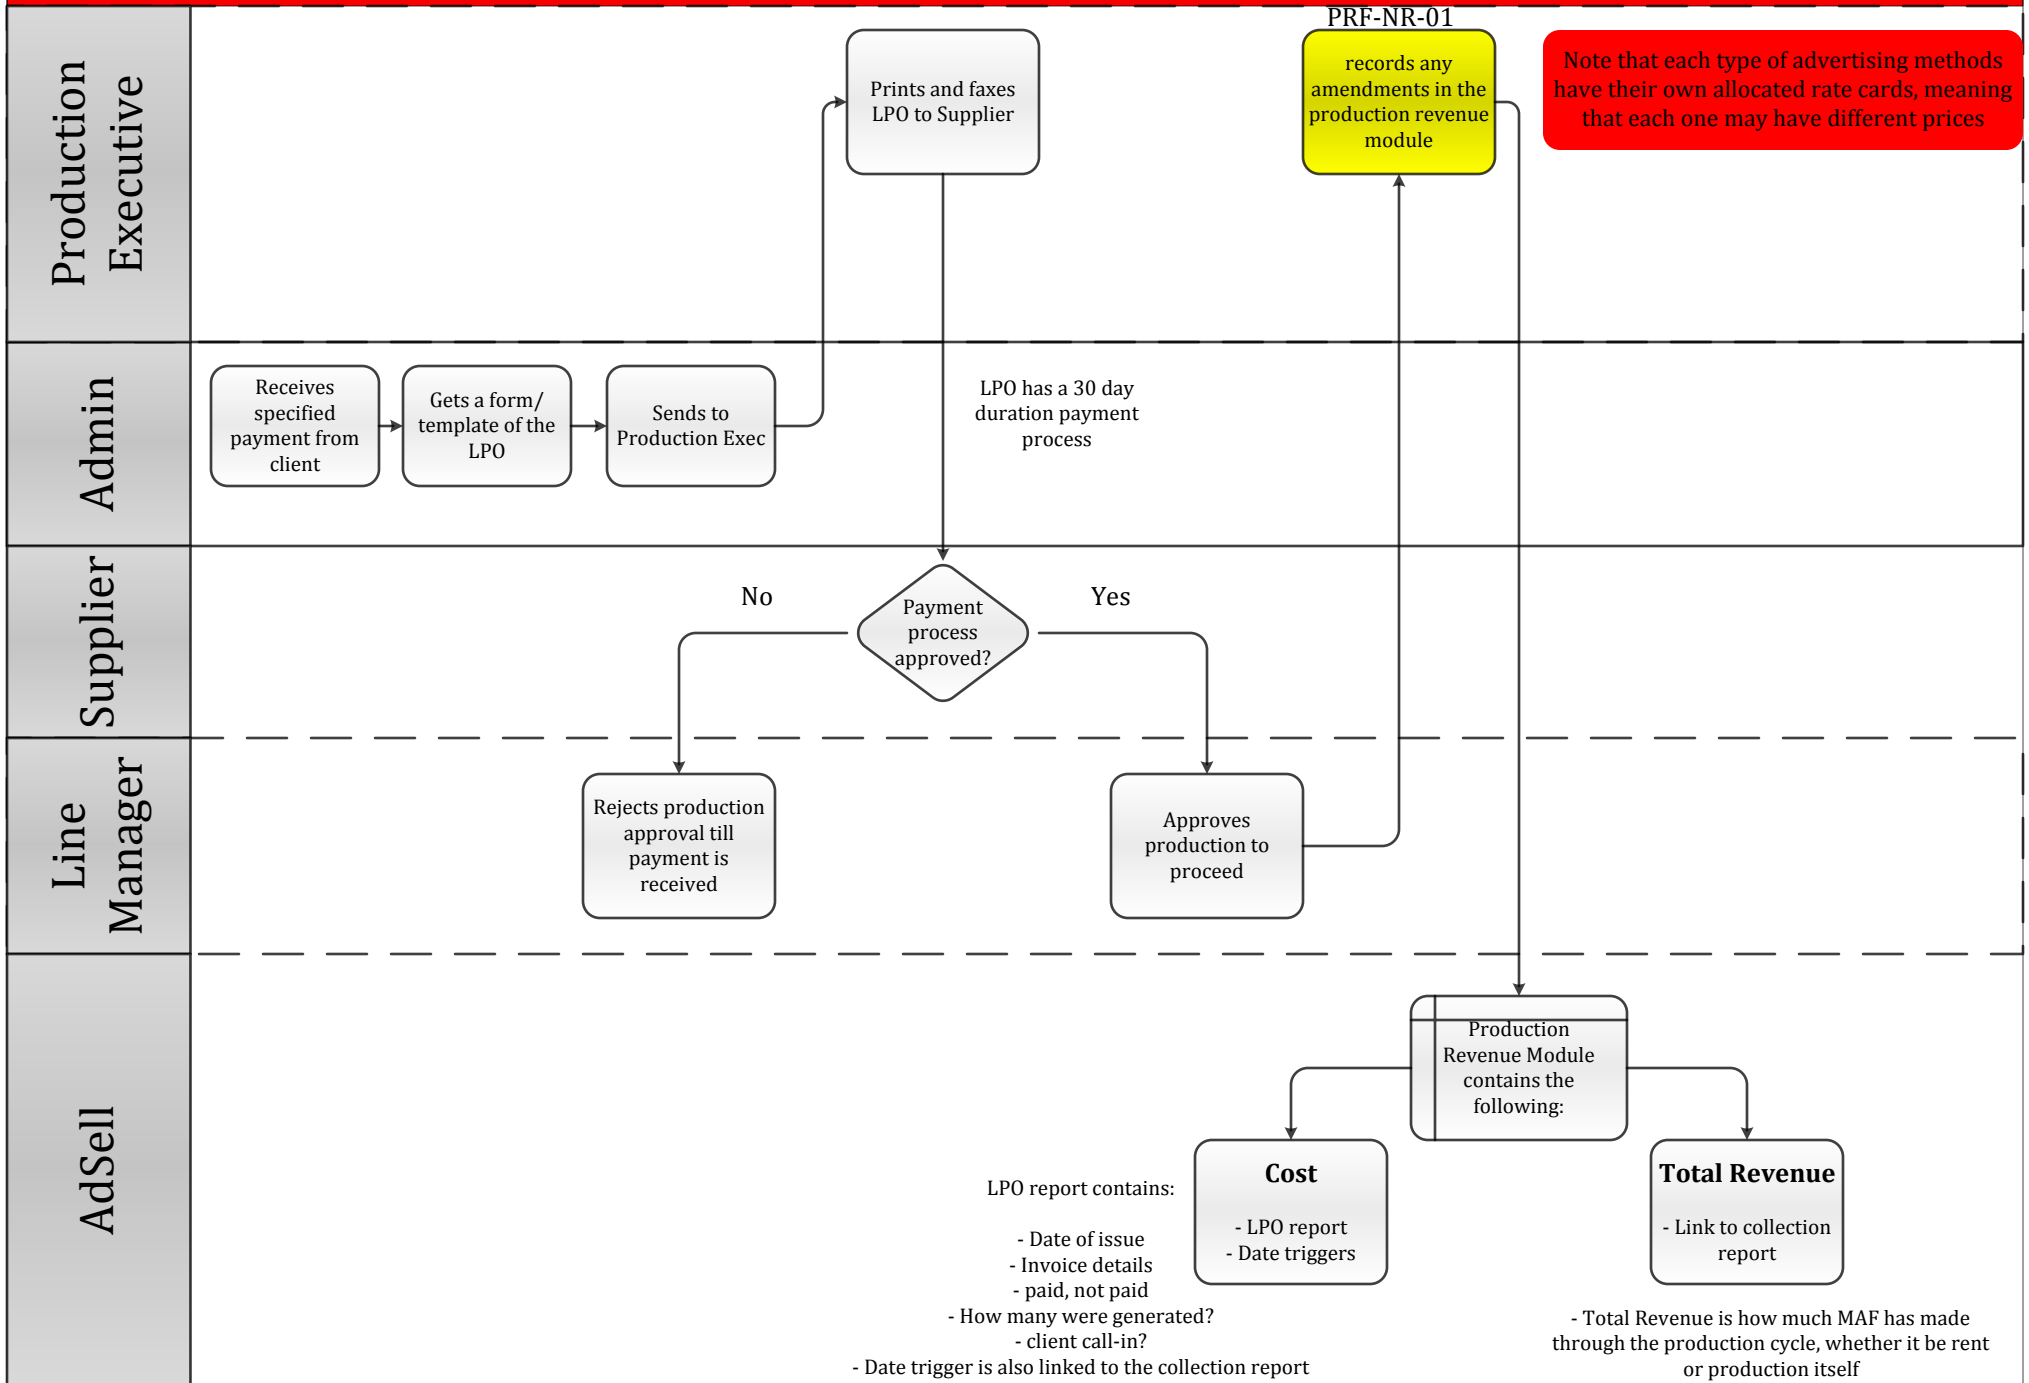 PRF-NR-01
Production
Executive
Prints and faxes
LPO to Supplier
records any
amendments in the
production revenue
module
Note that each type of advertising methods
have their own allocated rate cards, meaning
that each one may have different prices
Admin
Receives
specified
payment from
client
Gets a form/
template of the
LPO
Sends to
Production Exec
LPO has a 30 day
duration payment
process
Supplier
No
Payment
process
approved?
Yes
Line
Manager
Rejects production
approval till
payment is
received
Approves
production to
proceed
AdSell
Production
Revenue Module
contains the
following:
LPO report contains:
- Date of issue
- Invoice details
- paid, not paid
- How many were generated?
- client call-in?
- Date trigger is also linked to the collection report
Cost
- LPO report
- Date triggers
Total Revenue
- Link to collection
report
- Total Revenue is how much MAF has made
through the production cycle, whether it be rent
or production itself